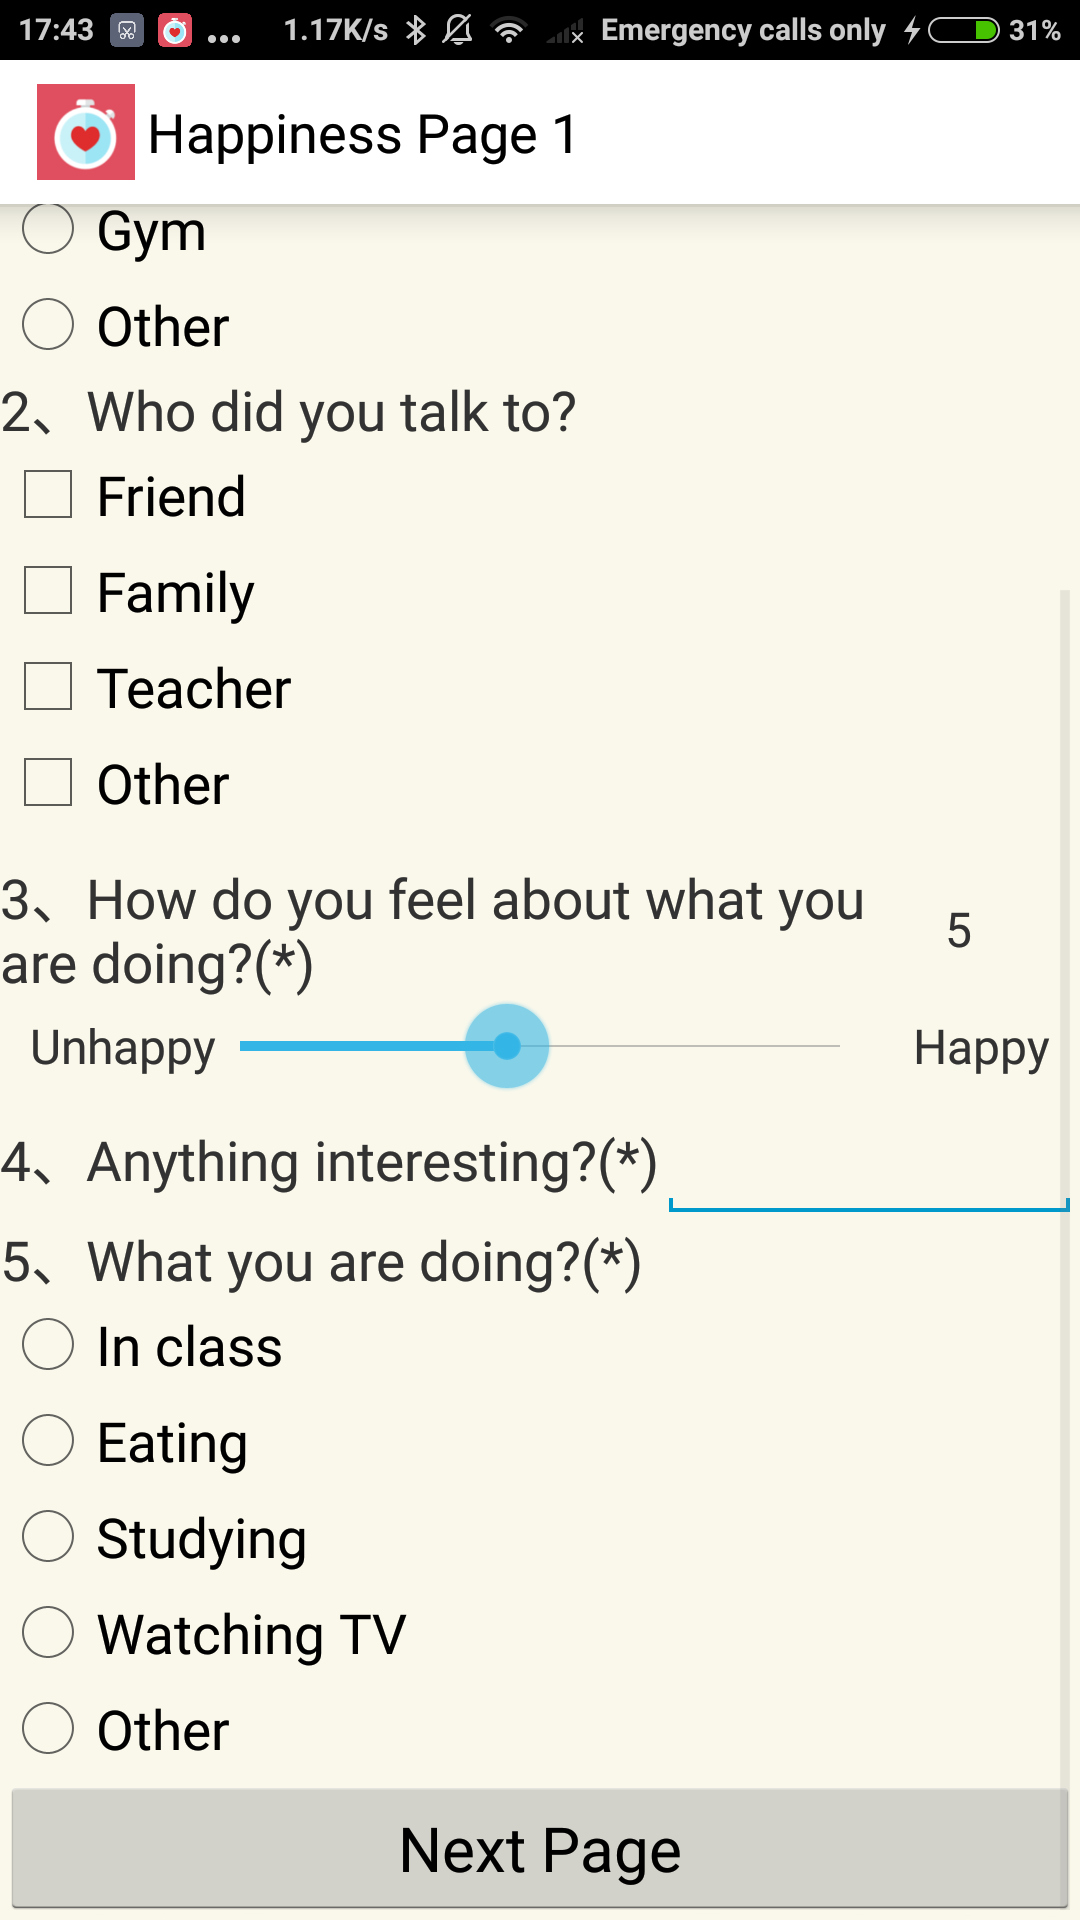 17:43 ... 1.17K/s Emergency calls only 31%
Happiness Page 1
Gym
Other
2、Who did you talk to?
Friend
Family
Teacher
Other
3、How do you feel about what you
are doing?(*)
5
Unhappy Happy
4、Anything interesting?(*)
5、What you are doing?(*)
In class
Eating
Studying
Watching TV
Other
Next Page